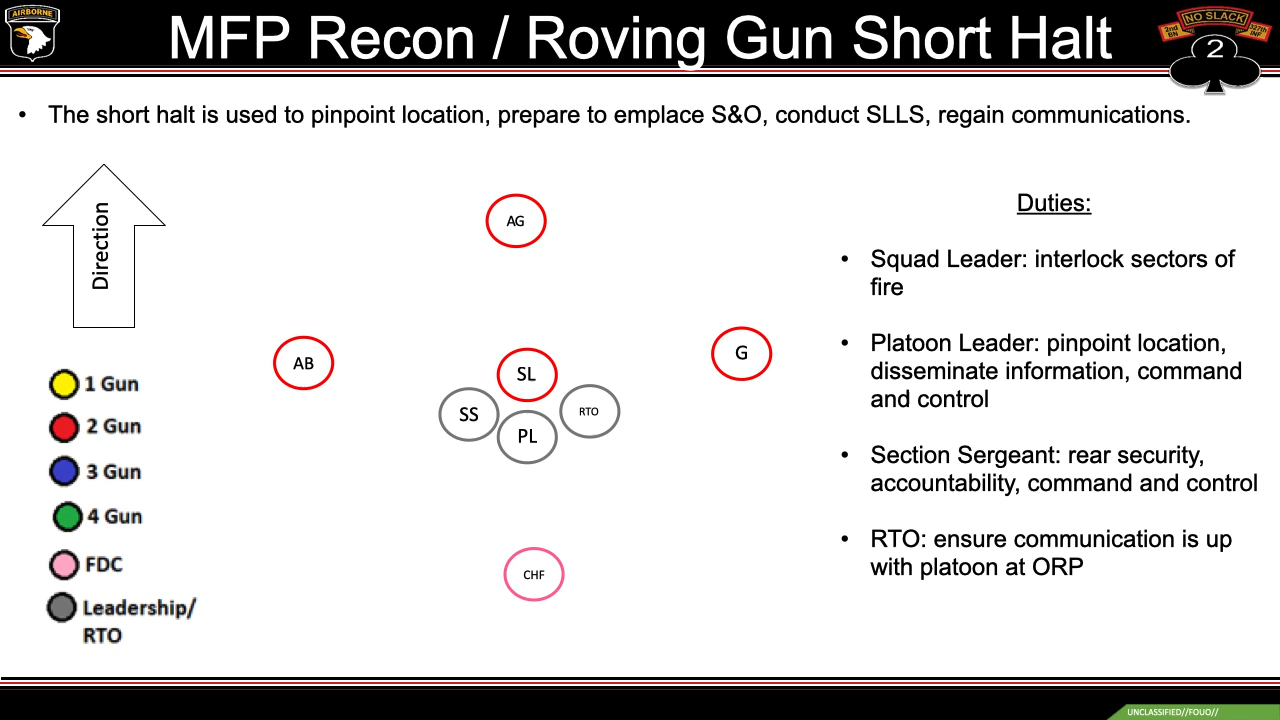 AIRBORNE
MFP Recon / Roving Gun Short Halt
NO SLACK
2nd BN
327th INF
2
• The short halt is used to pinpoint location, prepare to emplace S&O, conduct SLLS, regain communications.
Direction
AG
AB
G
SL
SS
RTO
PL
CHF
1 Gun
2 Gun
3 Gun
4 Gun
FDC
Leadership/
RTO
Duties:
• Squad Leader: interlock sectors of
fire
• Platoon Leader: pinpoint location,
disseminate information, command
and control
• Section Sergeant: rear security,
accountability, command and control
• RTO: ensure communication is up
with platoon at ORP
UNCLASSIFIED//FOUO//